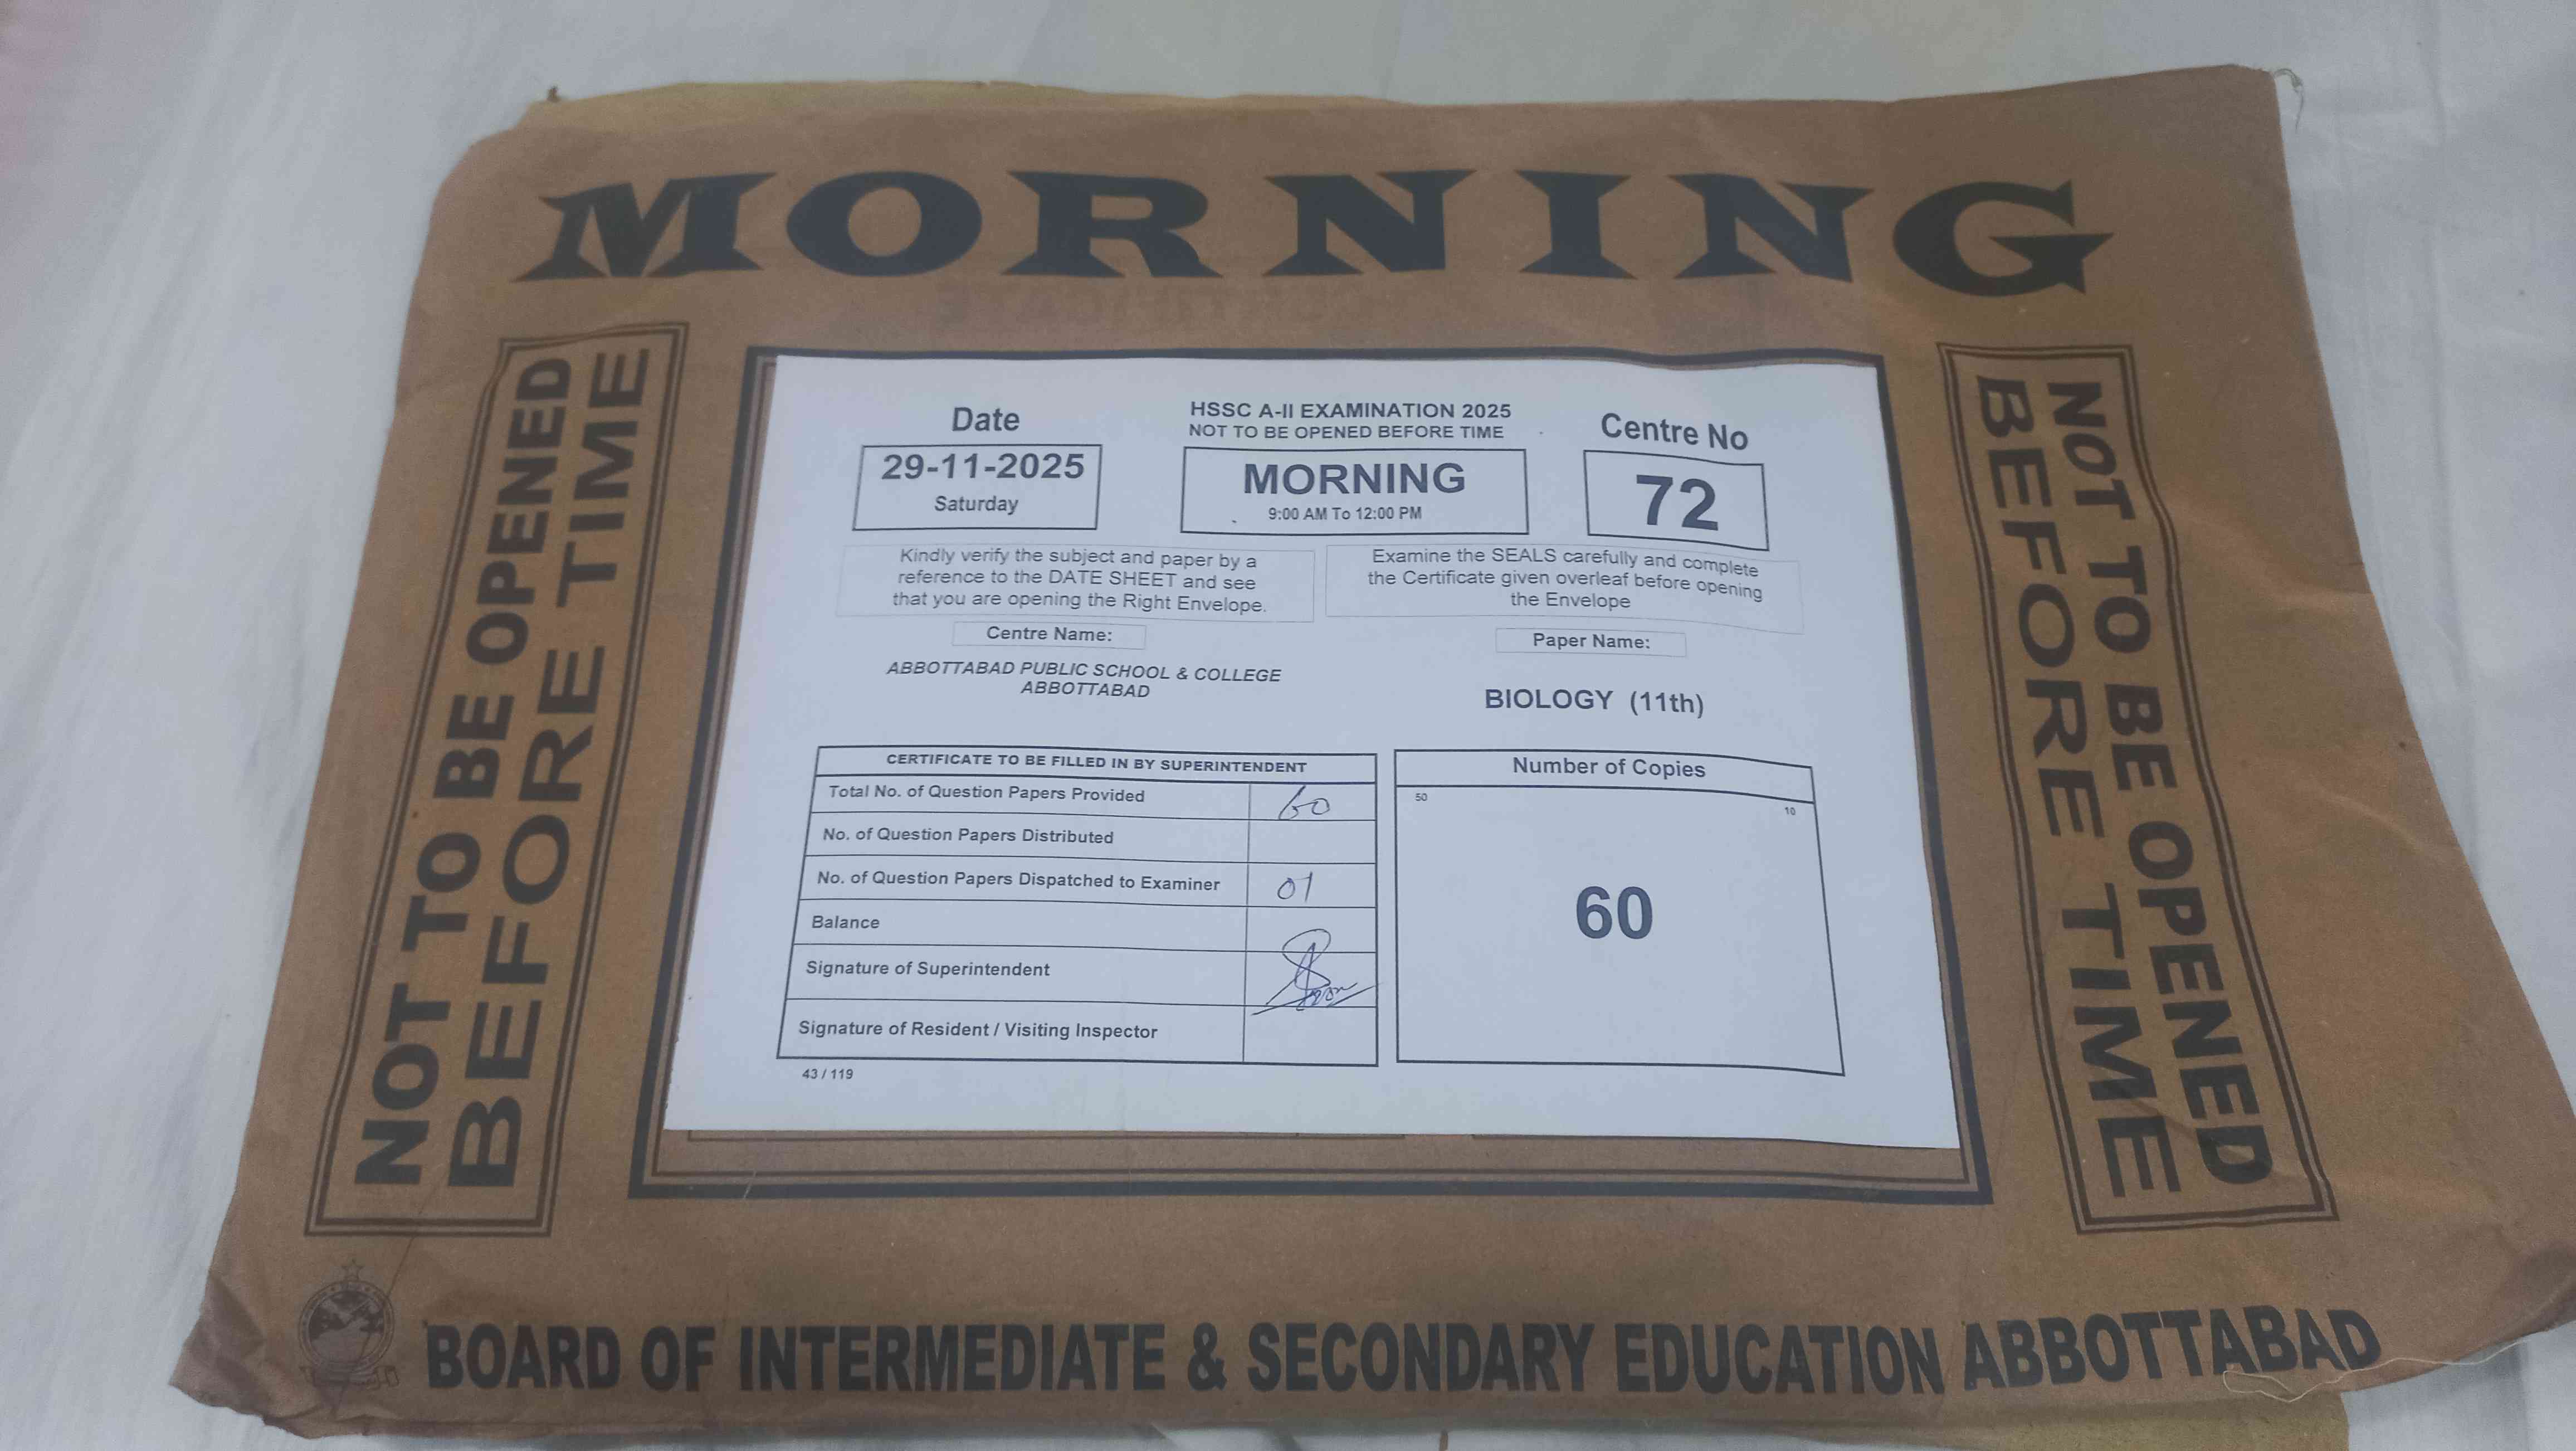 MORNING
NOT TO BE OPENED
BEFORE TIME
Date
29-11-2025
Saturday
HSSC A-II EXAMINATION 2025
NOT TO BE OPENED BEFORE TIME
MORNING
9:00 AM To 12:00 PM
Centre No
72
Kindly verify the subject and paper by a
reference to the DATE SHEET and see
that you are opening the Right Envelope.
Examine the SEALS carefully and complete
the Certificate given overleaf before opening
the Envelope
Centre Name:
ABBOTTABAD PUBLIC SCHOOL & COLLEGE
ABBOTTABAD
Paper Name:
BIOLOGY (11th)
CERTIFICATE TO BE FILLED IN BY SUPERINTENDENT
Total No. of Question Papers Provided 60
No. of Question Papers Distributed
No. of Question Papers Dispatched to Examiner 01
Balance
Signature of Superintendent
Signature of Resident / Visiting Inspector
43 / 119
Number of Copies
50 10
60
NOT TO BE OPENED
BEFORE TIME
BOARD OF INTERMEDIATE & SECONDARY EDUCATION ABBOTTABAD